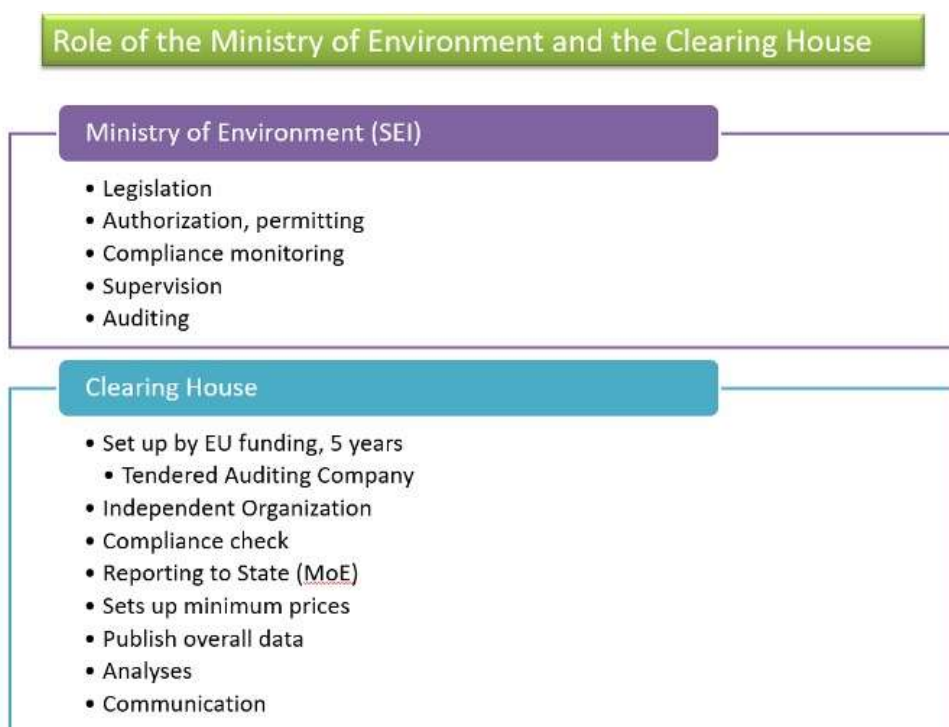 Role of the Ministry of Environment and the Clearing House
Ministry of Environment (SEI)
• Legislation
• Authorization, permitting
• Compliance monitoring
• Supervision
• Auditing
Clearing House
• Set up by EU funding, 5 years
• Tendered Auditing Company
• Independent Organization
• Compliance check
• Reporting to State (MoE)
• Sets up minimum prices
• Publish overall data
• Analyses
• Communication